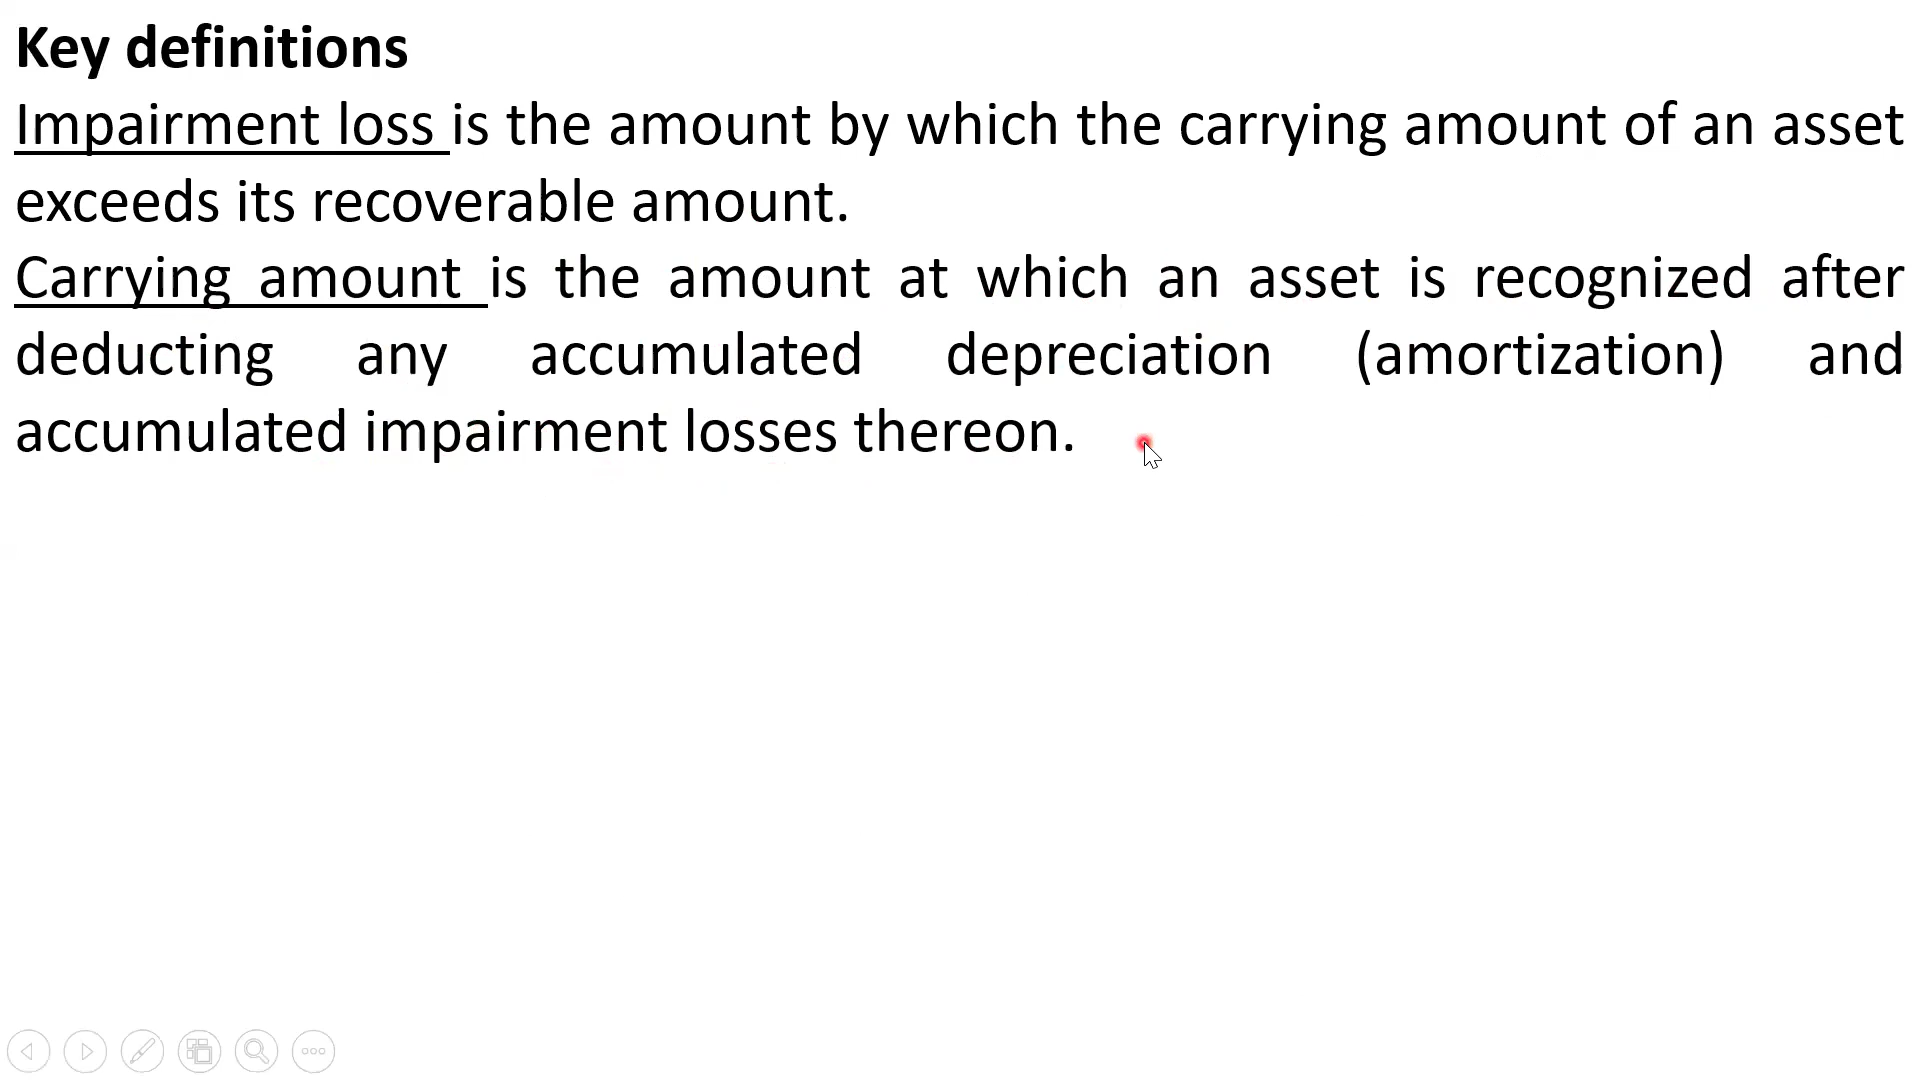 Key definitions
Impairment loss is the amount by which the carrying amount of an asset
exceeds its recoverable amount.
Carrying amount is the amount at which an asset is recognized after
deducting any accumulated depreciation (amortization) and
accumulated impairment losses thereon.